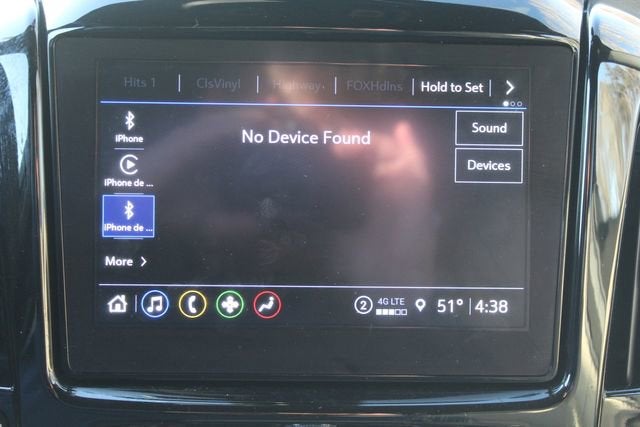 Hits 1 ClsVinyl Highway. FOXHdlns Hold to Set
iPhone
No Device Found
Sound
iPhone de ...
Devices
iPhone de ...
More
2 4G LTE 51° 4:38